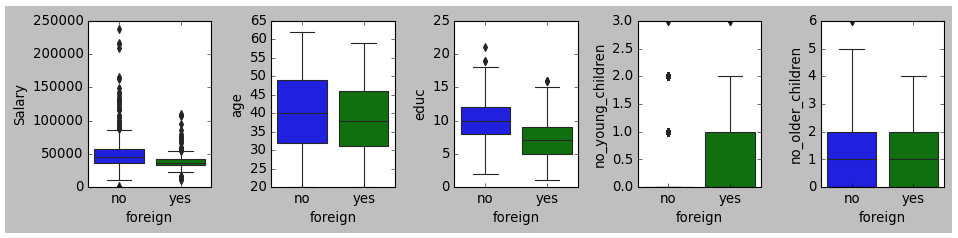 Salary
250000
200000
150000
100000
50000
0
no yes
foreign
age
65
60
55
50
45
40
35
30
25
20
no yes
foreign
educ
25
20
15
10
5
0
no yes
foreign
no_young_children
3.0
2.5
2.0
1.5
1.0
0.5
0.0
no yes
foreign
no_older_children
6
5
4
3
2
1
0
no yes
foreign